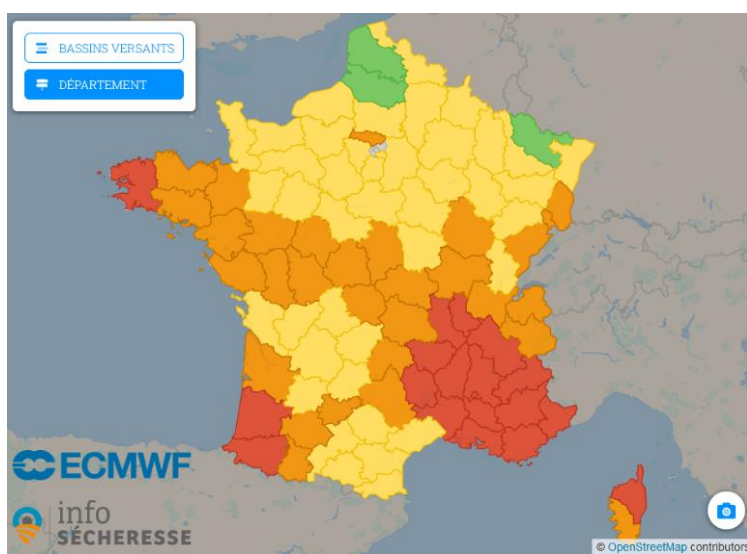 BASSINS VERSANTS
DÉPARTEMENT
ECMWF
info
SÉCHERESSE
© OpenStreetMap contributors